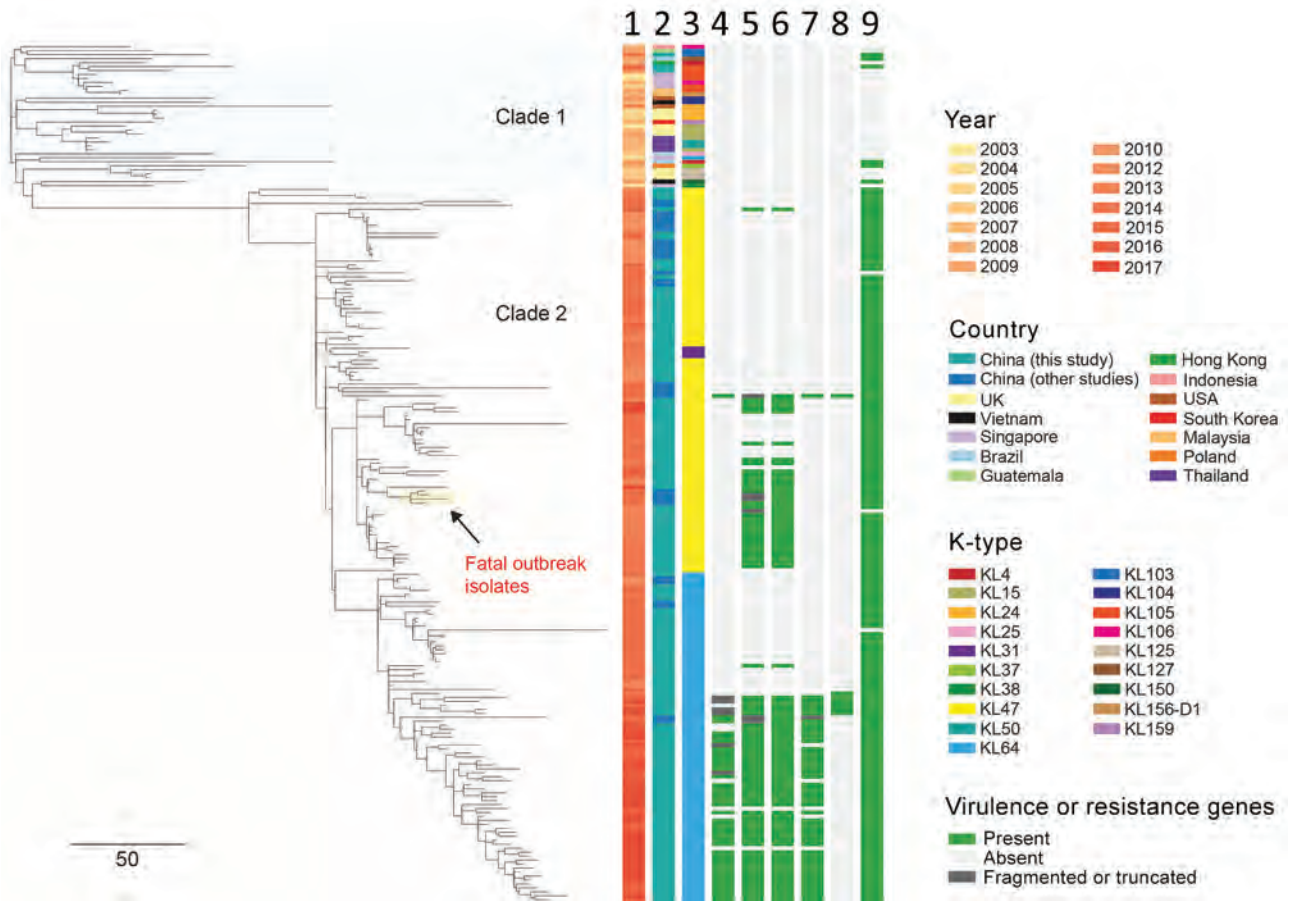 1 2 3 4 5 6 7 8 9
Clade 1
Clade 2
Fatal outbreak
isolates
50
Year
2003
2004
2005
2006
2007
2008
2009
2010
2012
2013
2014
2015
2016
2017
Country
China (this study)
China (other studies)
UK
Vietnam
Singapore
Brazil
Guatemala
Hong Kong
Indonesia
USA
South Korea
Malaysia
Poland
Thailand
K-type
KL4
KL15
KL24
KL25
KL31
KL37
KL38
KL47
KL50
KL64
KL103
KL104
KL105
KL106
KL125
KL127
KL150
KL156-D1
KL159
Virulence or resistance genes
Present
Absent
Fragmented or truncated